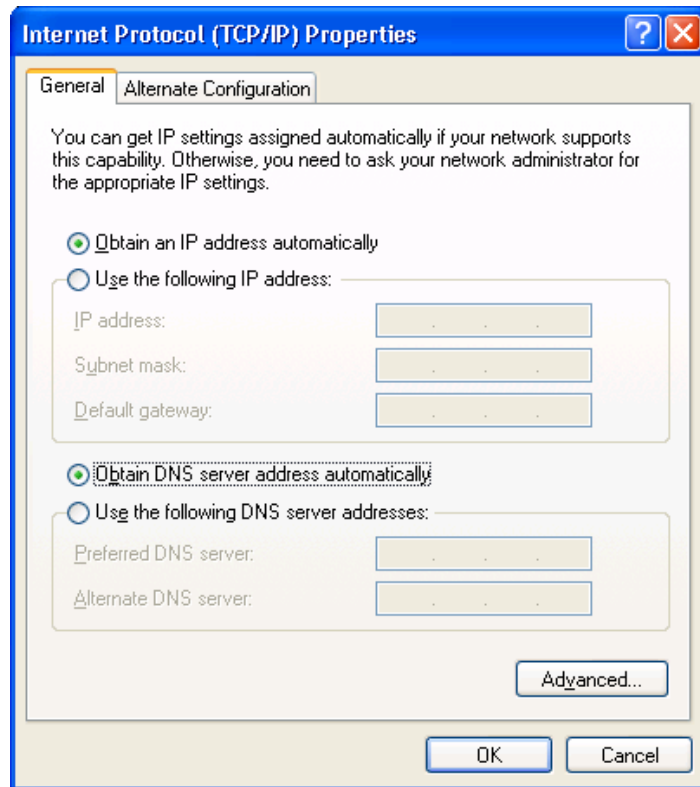 Internet Protocol (TCP/IP) Properties
General
Alternate Configuration
You can get IP settings assigned automatically if your network supports
this capability. Otherwise, you need to ask your network administrator for
the appropriate IP settings.
Obtain an IP address automatically
Use the following IP address:
IP address:
Subnet mask:
Default gateway:
Obtain DNS server address automatically
Use the following DNS server addresses:
Preferred DNS server:
Alternate DNS server:
Advanced...
OK
Cancel